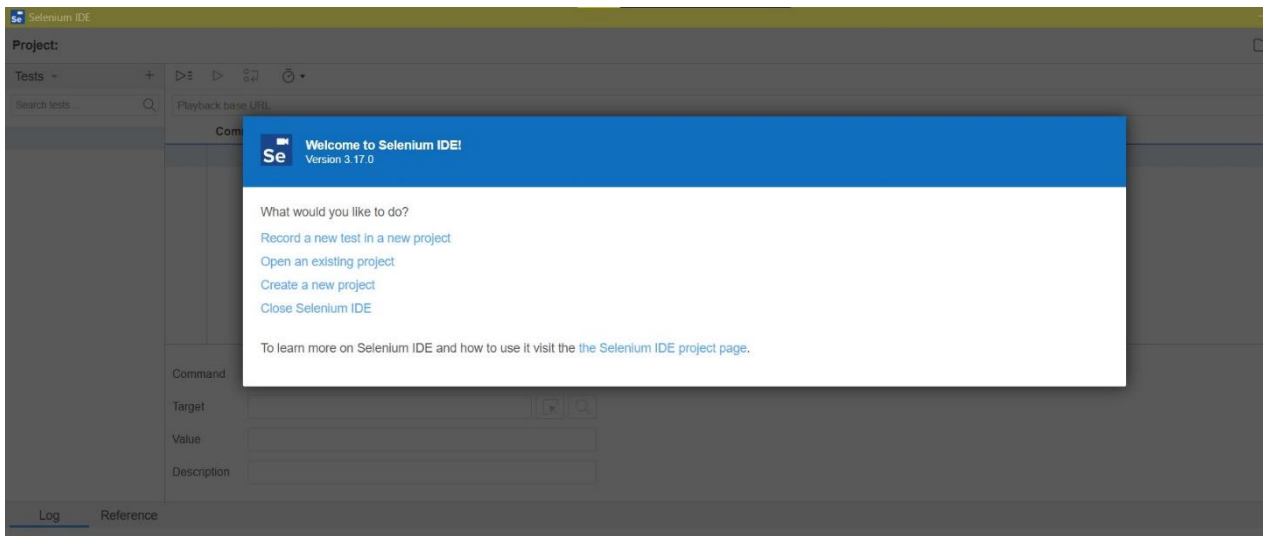 Se Selenium IDE
Project:
Tests
Search tests...
Playback base URL
Com
Se
Welcome to Selenium IDE!
Version 3.17.0
What would you like to do?
Record a new test in a new project
Open an existing project
Create a new project
Close Selenium IDE
To learn more on Selenium IDE and how to use it visit the the Selenium IDE project page.
Command
Target
Value
Description
Log Reference